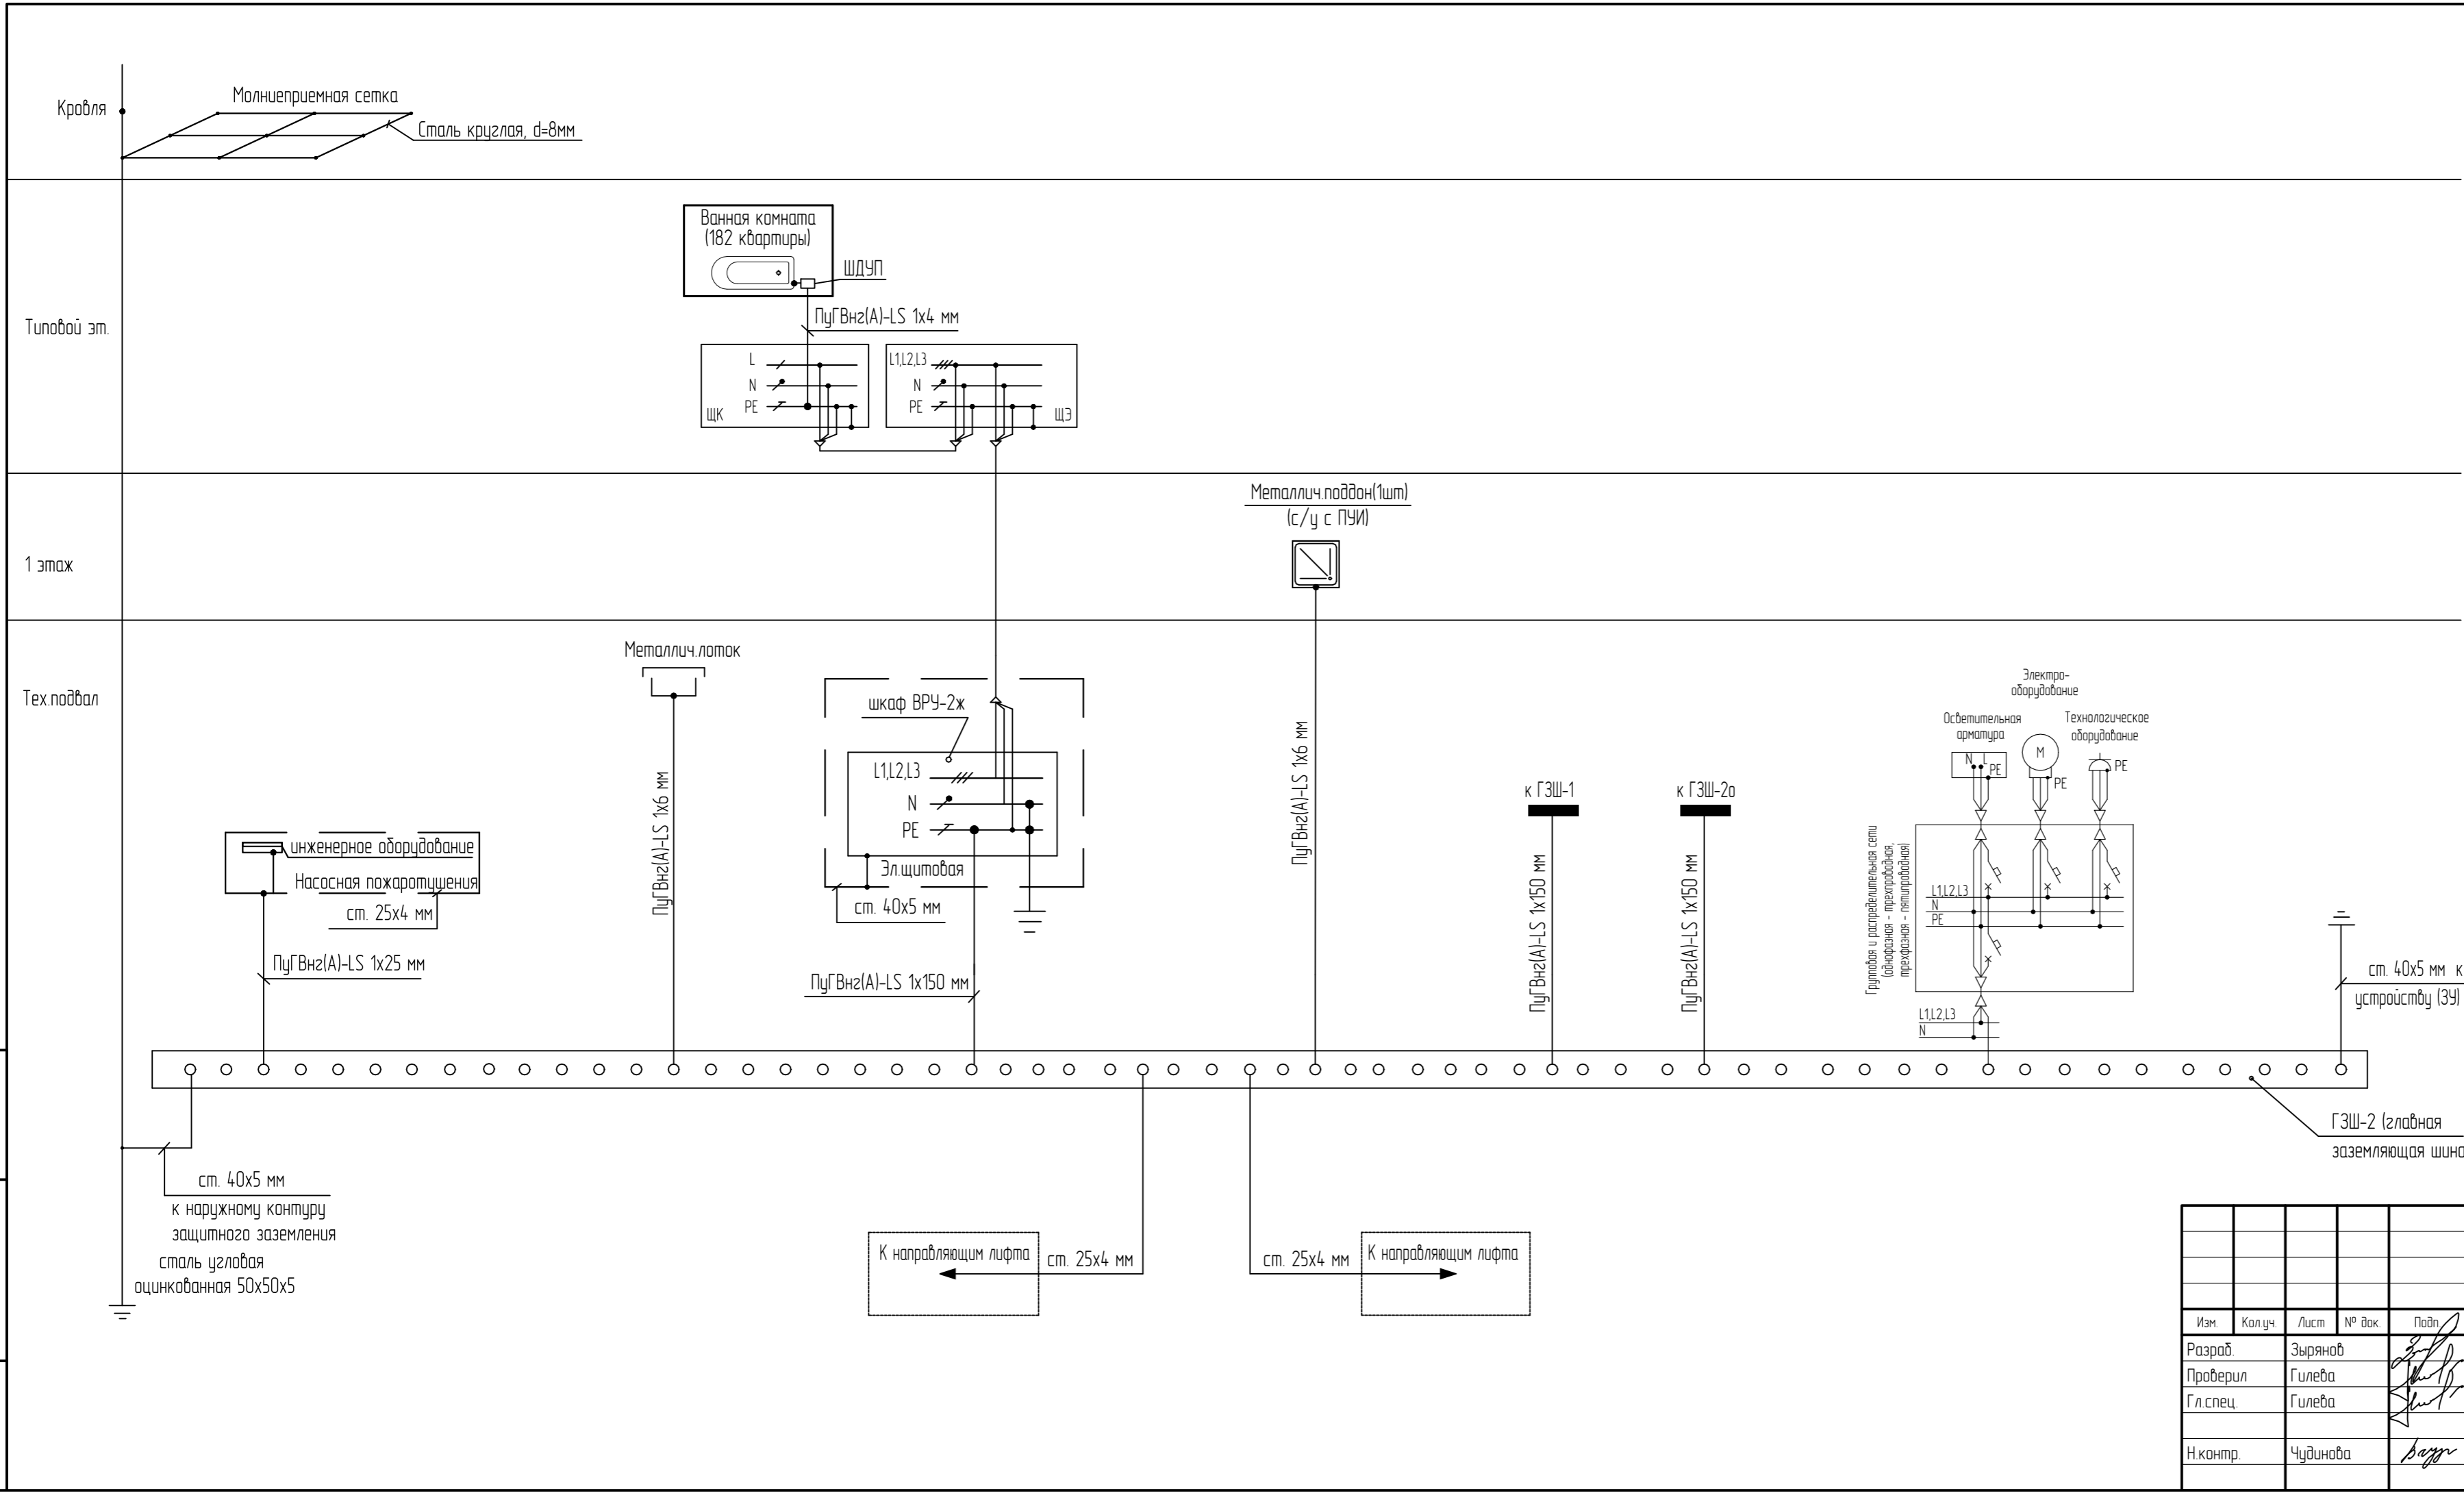 Кровля
Молниеприемная сетка
Сталь круглая, d=8мм
Типовой эт.
Ванная комната
(182 квартиры)
ШДУП
ПуГВнг(А)-LS 1х4 мм
L
N
PE
ЩК
L1,L2,L3
N
PE
ЩЭ
1 этаж
Металлич.поддон(1шт)
(с/у с ПУИ)
Тех.подвал
Металлич.лоток
ПуГВнг(А)-LS 1х6 мм
шкаф ВРУ-2ж
L1,L2,L3
N
PE
Эл.щитовая
ст. 40х5 мм
ПуГВнг(А)-LS 1х150 мм
инженерное оборудование
Насосная пожаротушения
ст. 25х4 мм
ПуГВнг(А)-LS 1х25 мм
ПуГВнг(А)-LS 1х6 мм
к ГЗШ-1
ПуГВнг(А)-LS 1х150 мм
к ГЗШ-2о
ПуГВнг(А)-LS 1х150 мм
Электро-
оборудование
Осветительная
арматура
Технологическое
оборудование
N L
PE
М
PE
PE
Групповая и распределительная сети
(однофазная - трехпроводная,
трехфазная - пятипроводная)
L1,L2,L3
N
PE
L1,L2,L3
N
ст. 40х5 мм к
устройству (ЗУ)
ГЗШ-2 (главная
заземляющая шина
ст. 40х5 мм
к наружному контуру
защитного заземления
сталь угловая
оцинкованная 50х50х5
К направляющим лифта
ст. 25х4 мм
ст. 25х4 мм
К направляющим лифта
Изм. Кол.уч. Лист № док. Подп.
Разраб. Зырянов
Проверил Гилева
Гл.спец. Гилева
Н.контр. Чудинова